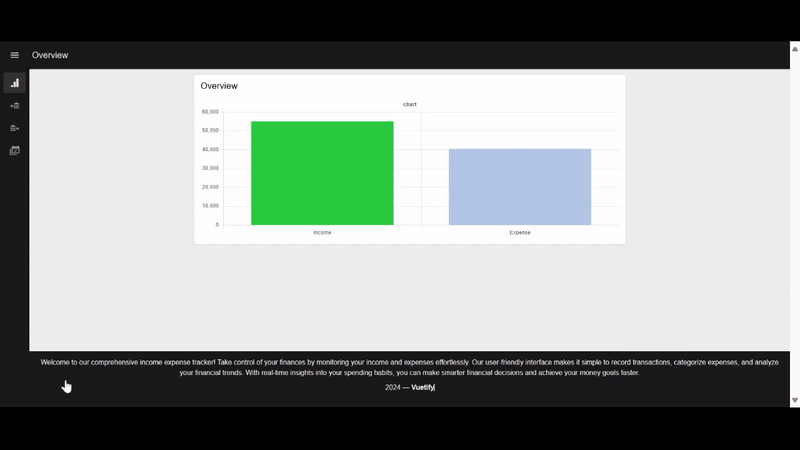 Overview
Overview
chart
60,000
50,000
40,000
30,000
20,000
10,000
0
Income
Expense
Welcome to our comprehensive income expense tracker! Take control of your finances by monitoring your income and expenses effortlessly. Our user-friendly interface makes it simple to record transactions, categorize expenses, and analyze
your financial trends. With real-time insights into your spending habits, you can make smarter financial decisions and achieve your money goals faster.
2024 — Vuetify